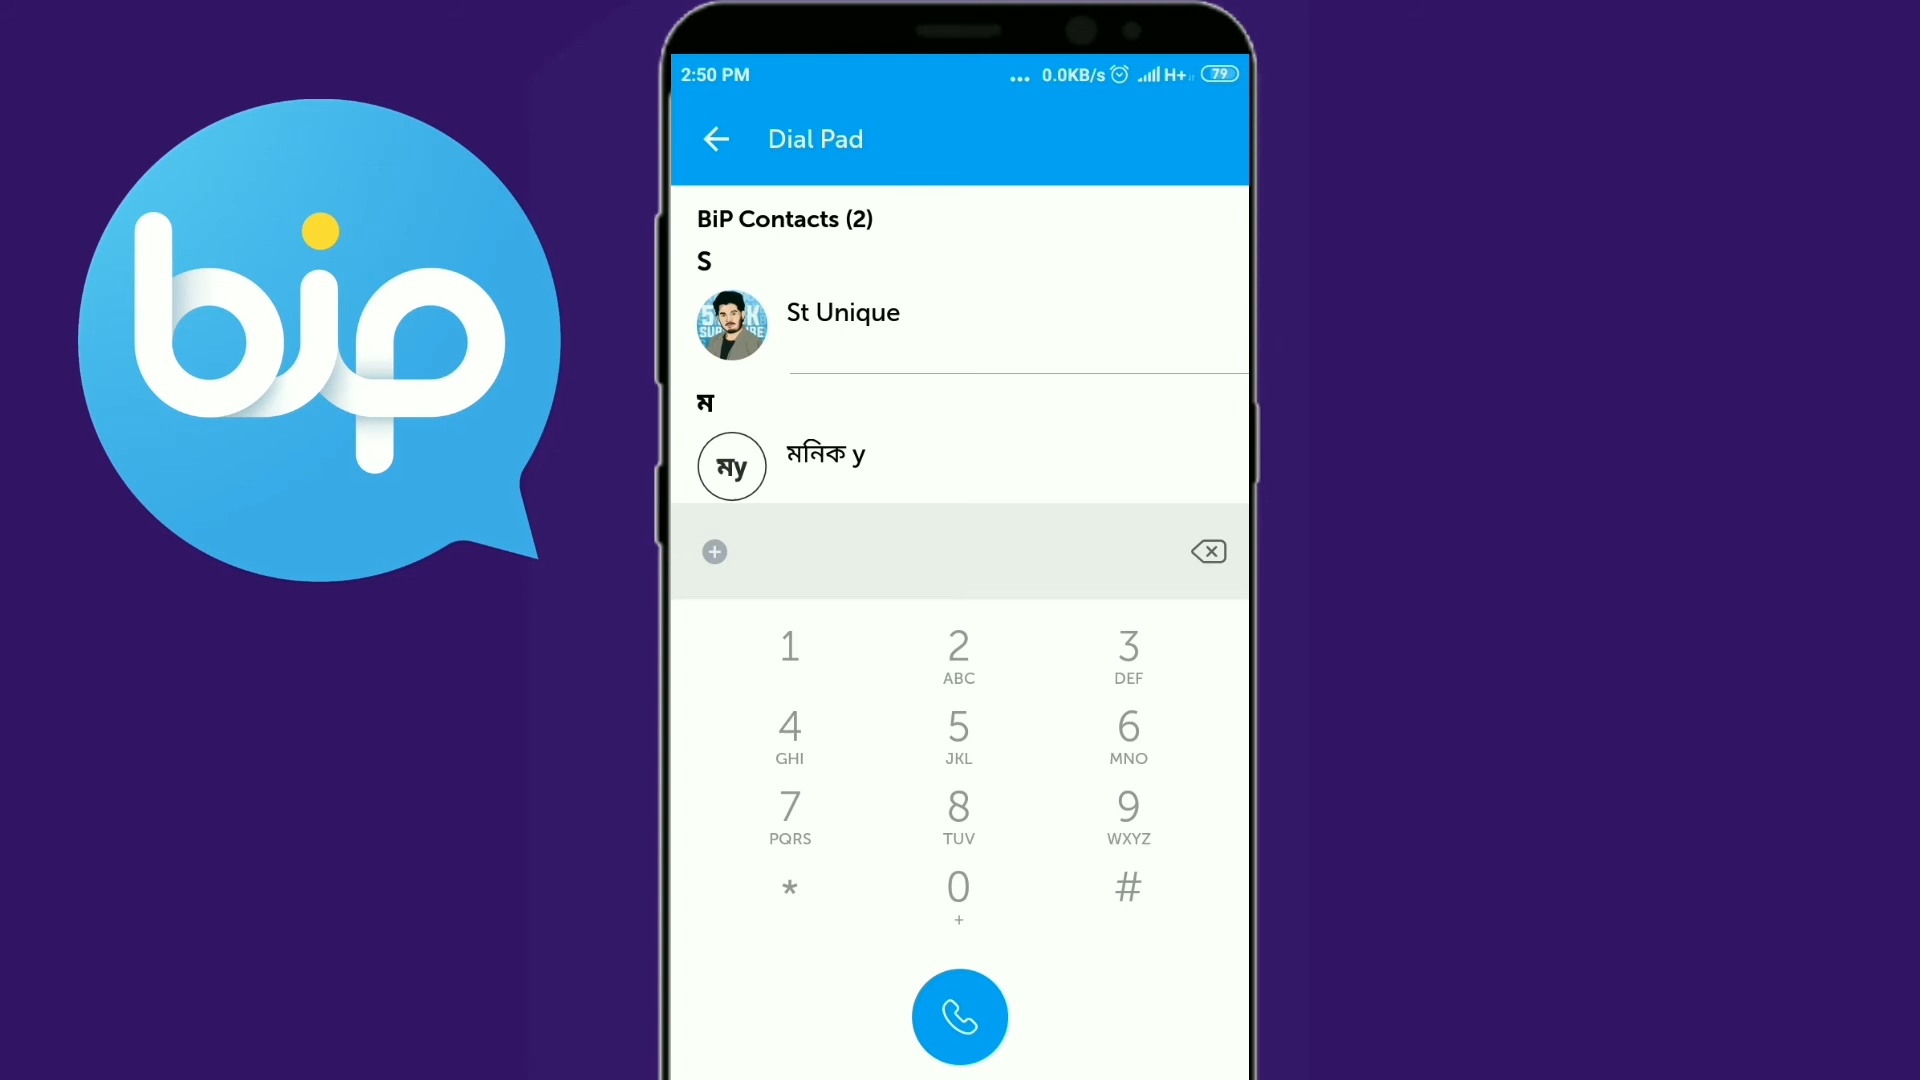 bip
2:50 PM ... 0.0KB/s H+ 79
Dial Pad
BiP Contacts (2)
S
St Unique
ম
মy
মনিক y
1 2 3
ABC DEF
4 5 6
GHI JKL MNO
7 8 9
PQRS TUV WXYZ
* 0 #
+